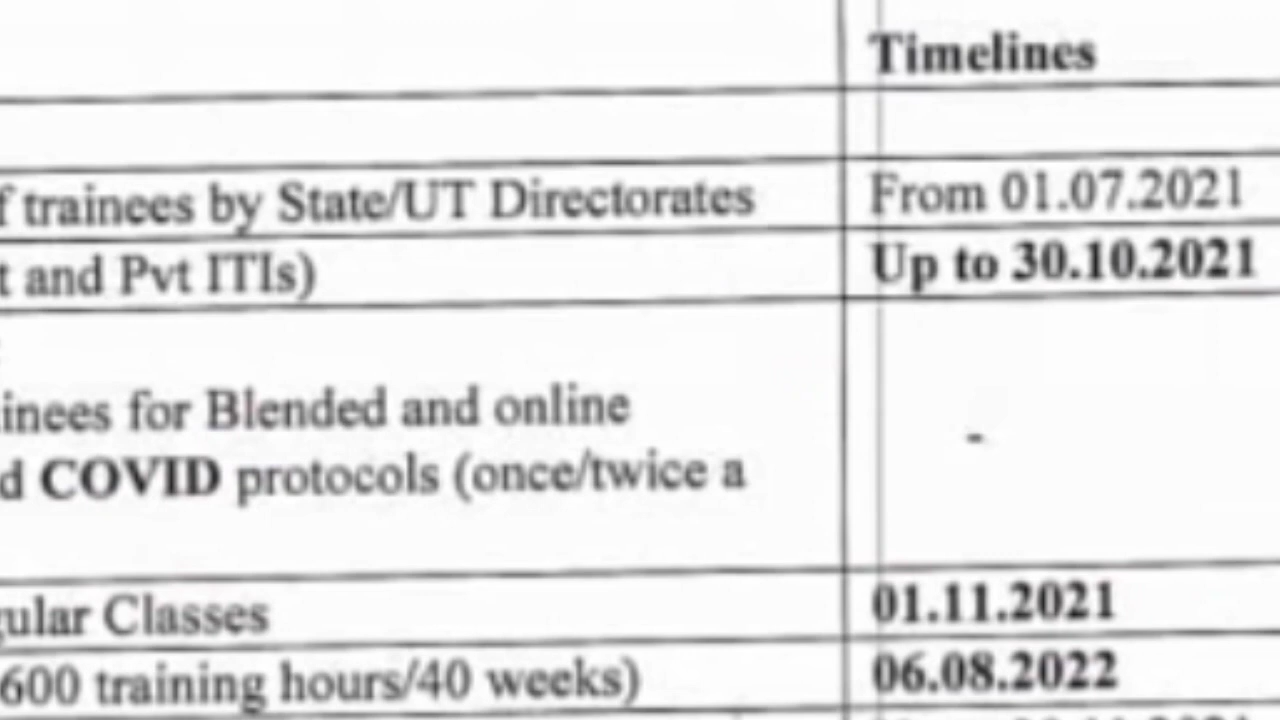 Timelines
f trainees by State/UT Directorates From 01.07.2021
t and Pvt ITIs) Up to 30.10.2021
inees for Blended and online
-
d COVID protocols (once/twice a
gular Classes 01.11.2021
600 training hours/40 weeks) 06.08.2022